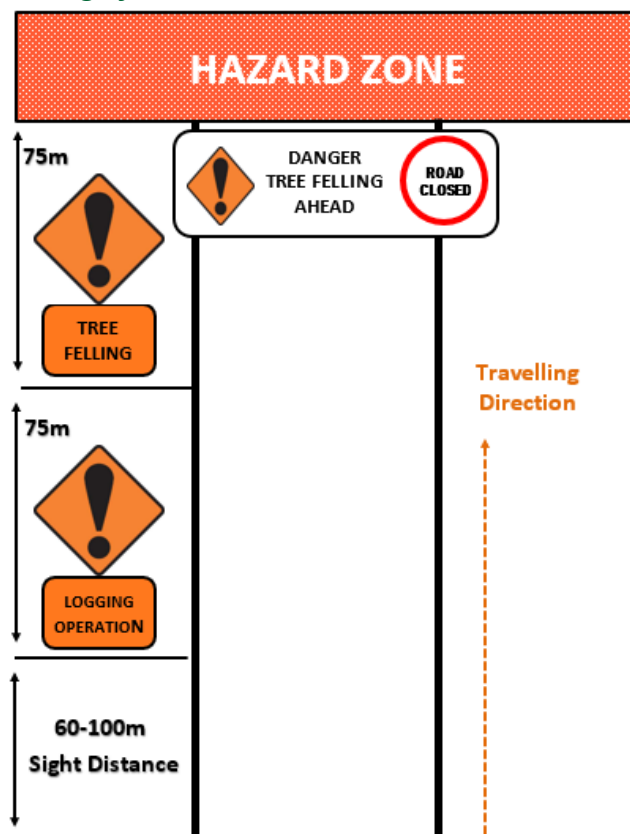 HAZARD ZONE
75m
DANGER
TREE FELLING
AHEAD
ROAD
CLOSED
TREE
FELLING
Travelling
Direction
75m
LOGGING
OPERATION
60-100m
Sight Distance